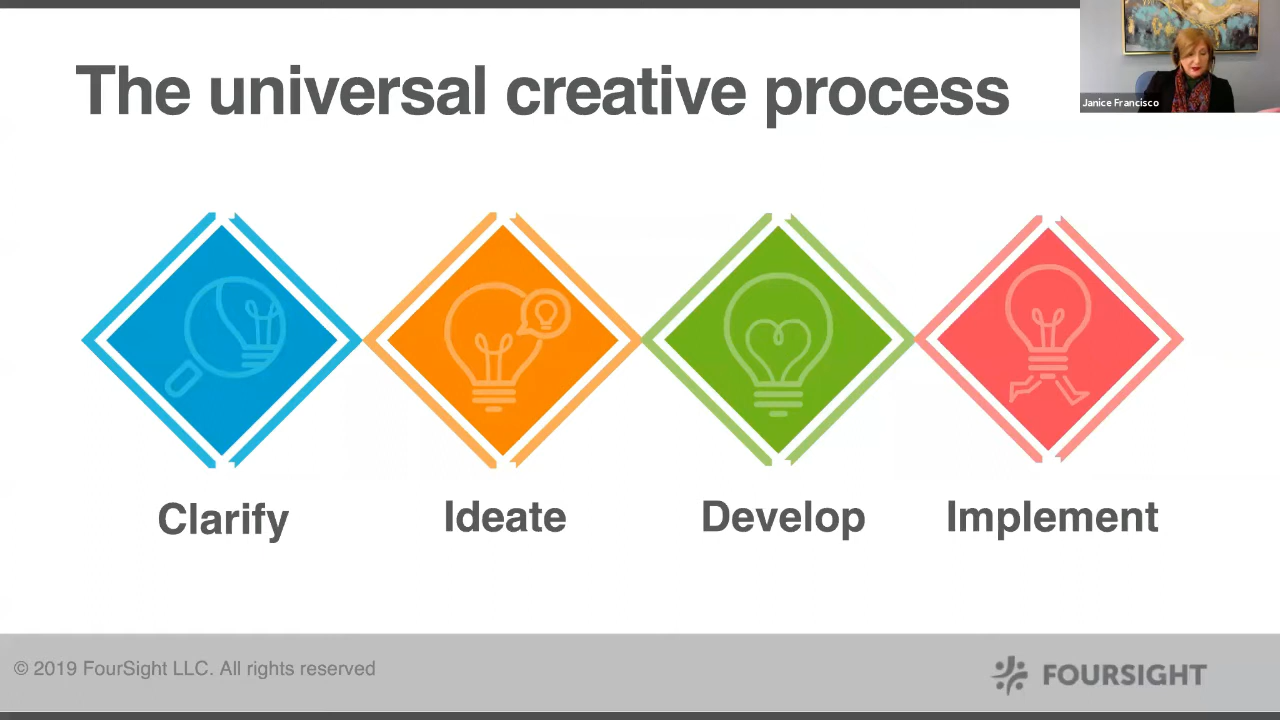 The universal creative process
Janice Francisco
Clarify
Ideate
Develop
Implement
© 2019 FourSight LLC. All rights reserved
FOURSIGHT